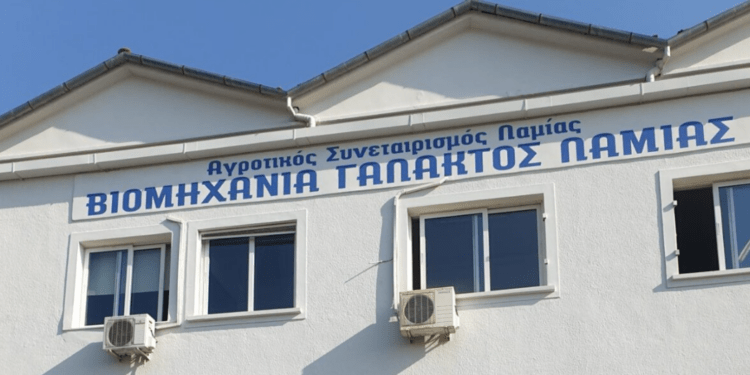 Αγροτικός Συνεταιρισμός Λαμίας
ΒΙΟΜΗΧΑΝΙΑ ΓΑΛΑΚΤΟΣ ΛΑΜΙΑΣ